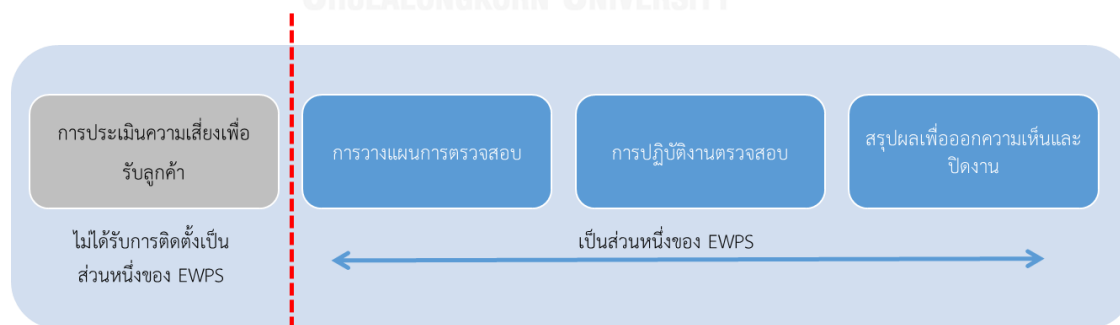 CHULALONGKORN UNIVERSITY
การประเมินความเสี่ยงเพื่อ
รับลูกค้า
การวางแผนการตรวจสอบ
การปฏิบัติงานตรวจสอบ
สรุปผลเพื่อออกความเห็นและ
ปิดงาน
ไม่ได้รับการติดตั้งเป็น
ส่วนหนึ่งของ EWPS
เป็นส่วนหนึ่งของ EWPS